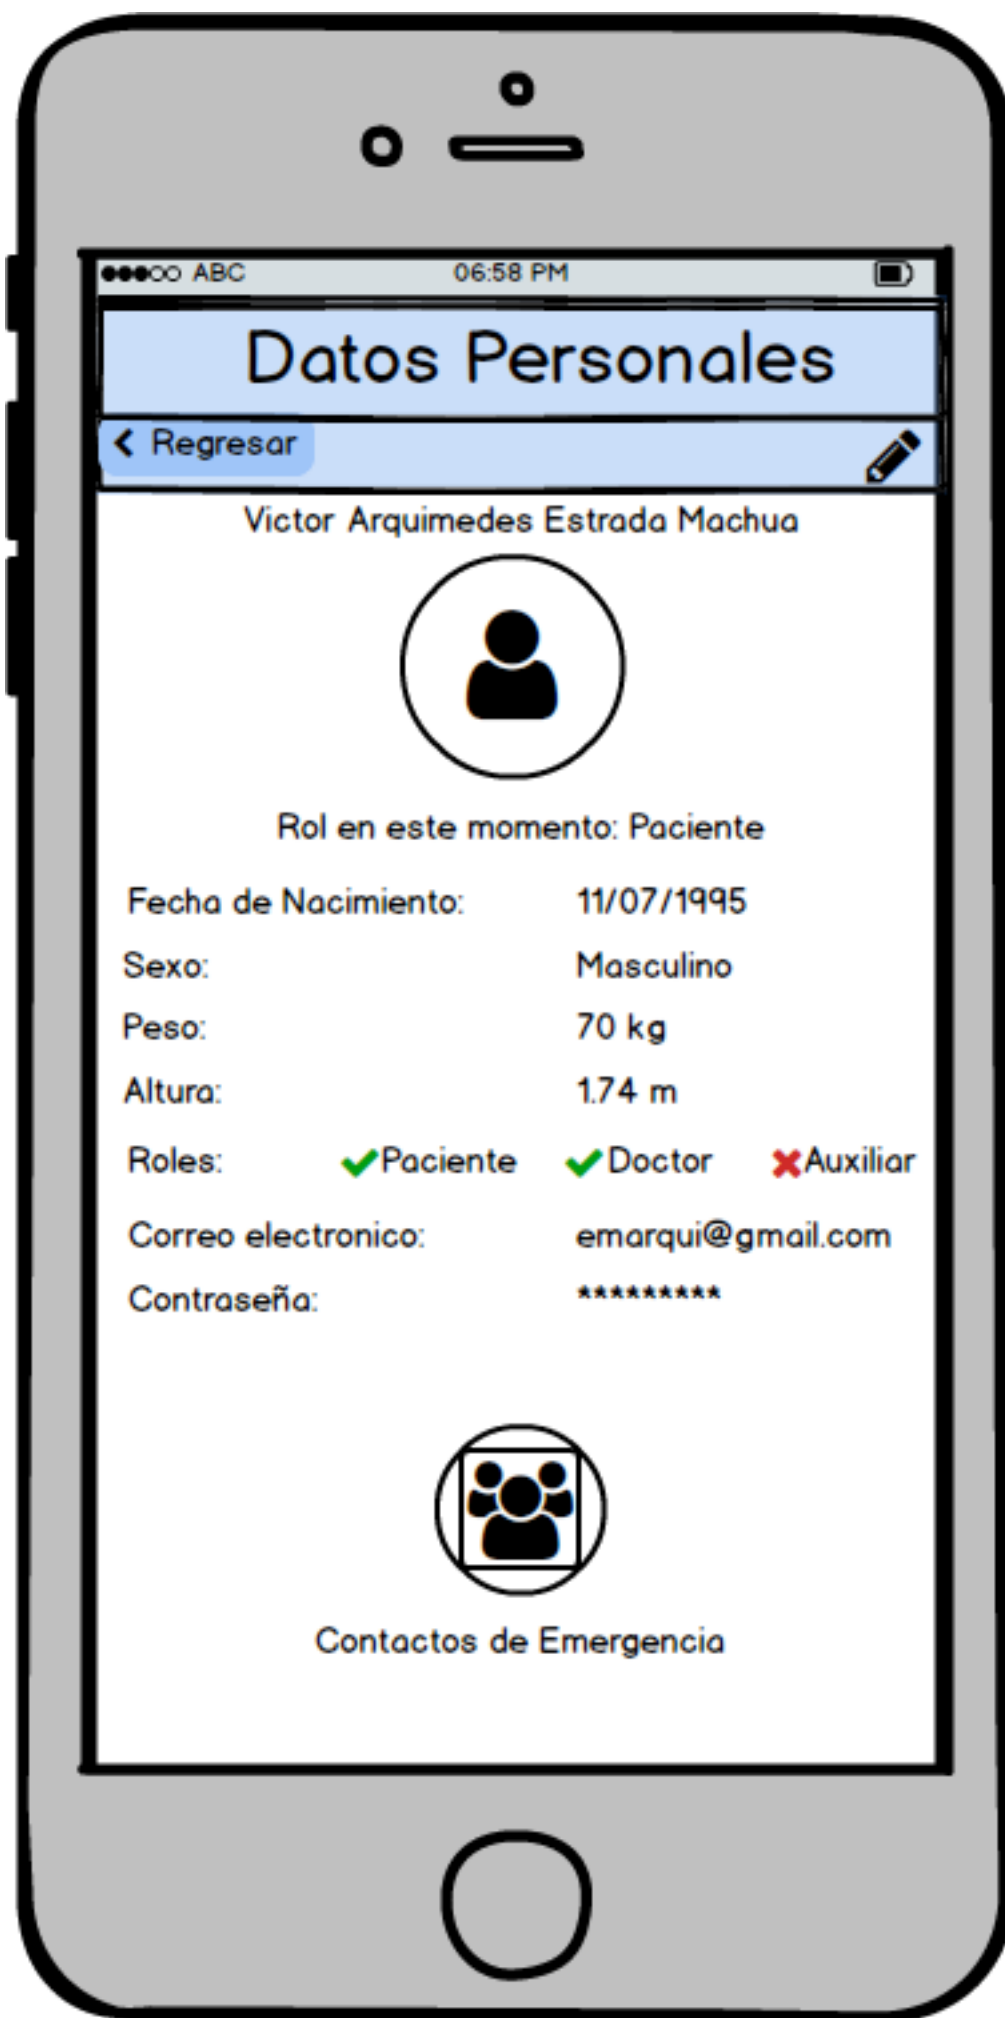 ABC 06:58 PM
Datos Personales
Regresar
Victor Arquimedes Estrada Machua
Rol en este momento: Paciente
Fecha de Nacimiento: 11/07/1995
Sexo: Masculino
Peso: 70 kg
Altura: 1.74 m
Roles: Paciente Doctor Auxiliar
Correo electronico: emarqui@gmail.com
Contraseña: *********
Contactos de Emergencia